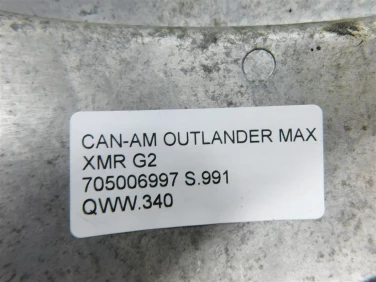 CAN-AM OUTLANDER MAX
XMR G2
705006997 S.991
QWW.340